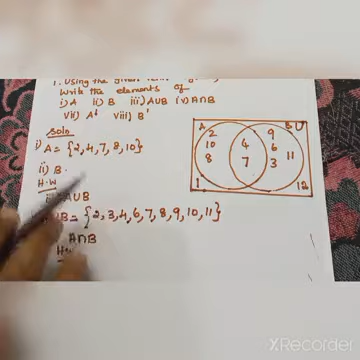 1. Using the given
Write the elements of
i) A ii) B iii) A∪B iv) A∩B
vii) A' viii) B'
Soln
i) A = {2,4,7,8,10}
ii) B.
H.W
A∪B
∪B = {2,3,4,6,7,8,9,10,11}
A∩B
A B U
2 9
10 4 6
8 7 3 11
1 12
XRecorder